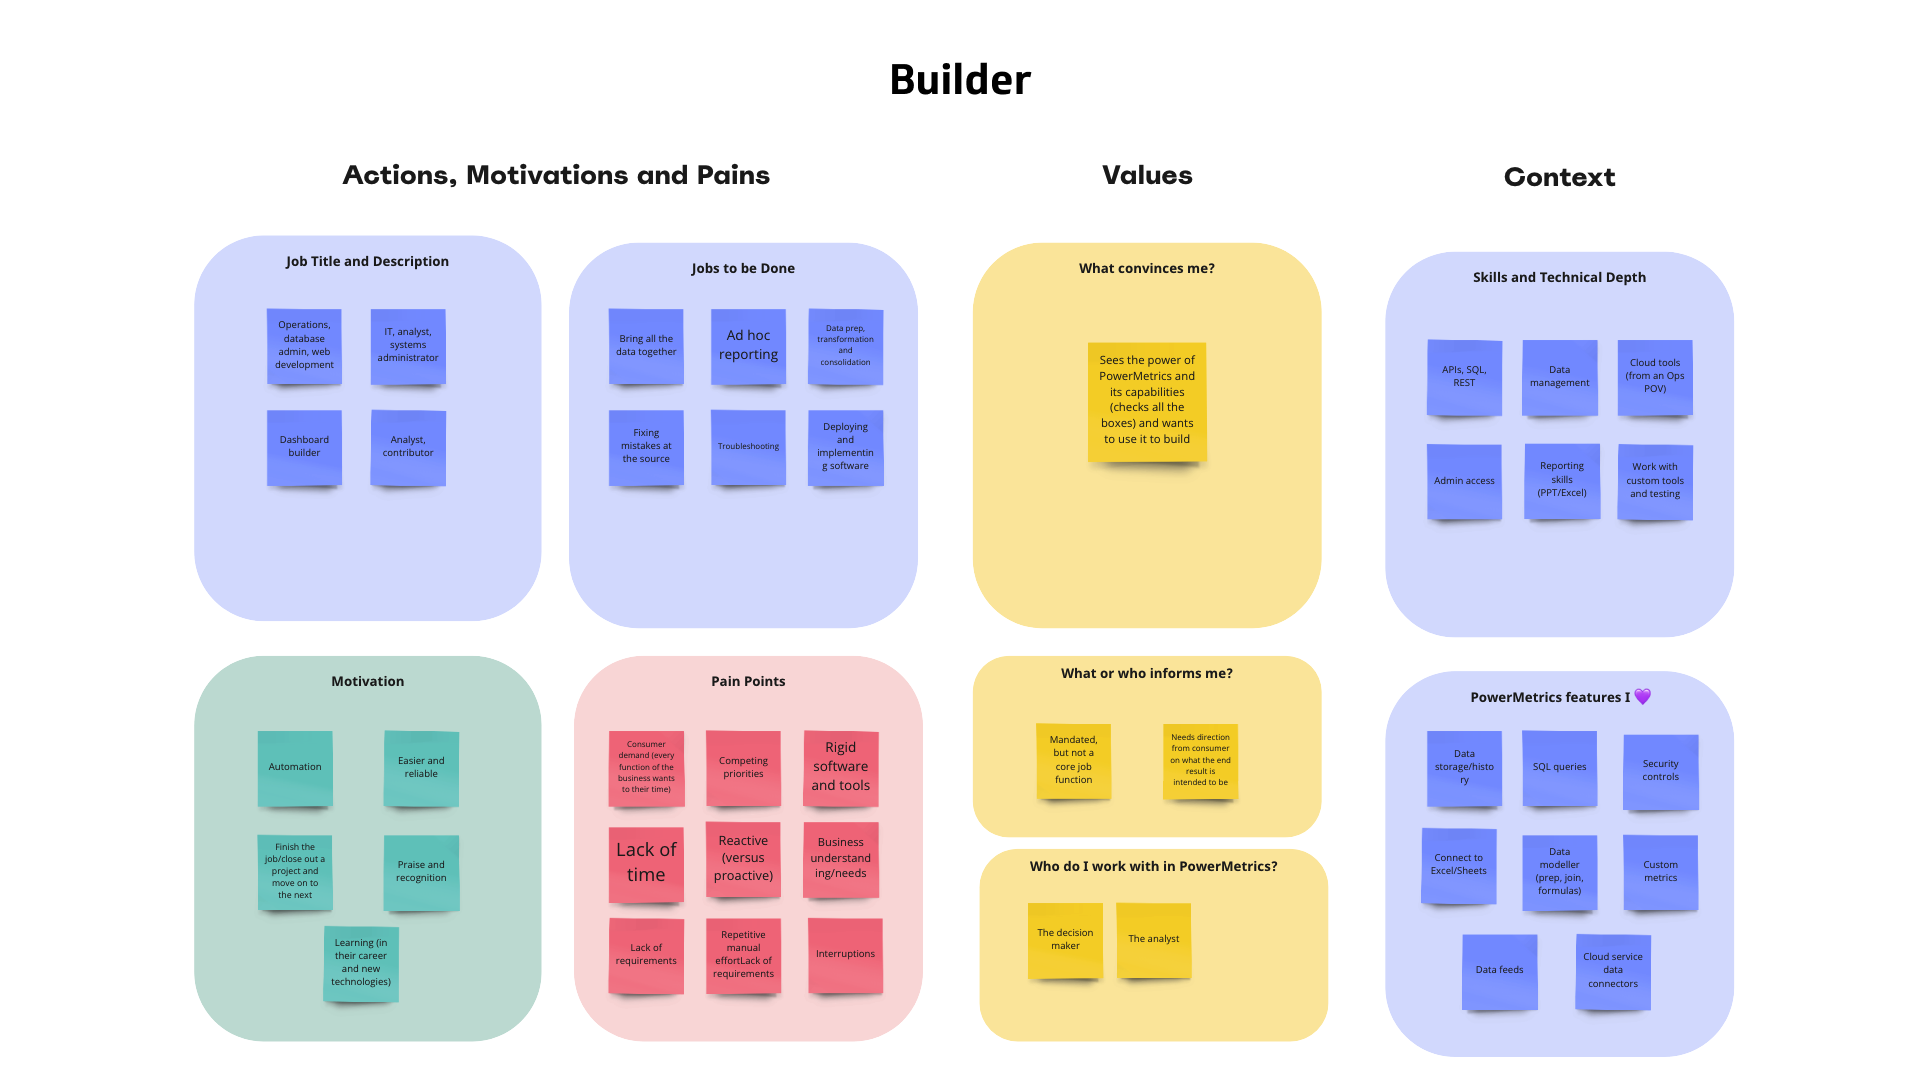 Builder
Actions, Motivations and Pains
Values
Context
Job Title and Description
Operations,
database
admin, web
development
IT, analyst,
systems
administrator
Dashboard
builder
Analyst,
contributor
Jobs to be Done
Bring all the
data together
Ad hoc
reporting
Data prep,
transformation
and
consolidation
Fixing
mistakes at
the source
Troubleshooting
Deploying
and
implementin
g software
What convinces me?
Sees the power of
PowerMetrics and
its capabilities
(checks all the
boxes) and wants
to use it to build
Skills and Technical Depth
APIs, SQL,
REST
Data
management
Cloud tools
(from an Ops
POV)
Admin access
Reporting
skills
(PPT/Excel)
Work with
custom tools
and testing
Motivation
Automation
Easier and
reliable
Finish the
job/close out a
project and
move on to
the next
Praise and
recognition
Learning (in
their career
and new
technologies)
Pain Points
Consumer
demand (every
function of the
business wants
to their time)
Competing
priorities
Rigid
software
and tools
Lack of
time
Reactive
(versus
proactive)
Business
understand
ing/needs
Lack of
requirements
Repetitive
manual
effortLack of
requirements
Interruptions
What or who informs me?
Mandated,
but not a
core job
function
Needs direction
from consumer
on what the end
result is
intended to be
Who do I work with in PowerMetrics?
The decision
maker
The analyst
PowerMetrics features I 💜
Data
storage/histo
ry
SQL queries
Security
controls
Connect to
Excel/Sheets
Data
modeller
(prep, join,
formulas)
Custom
metrics
Data feeds
Cloud service
data
connectors